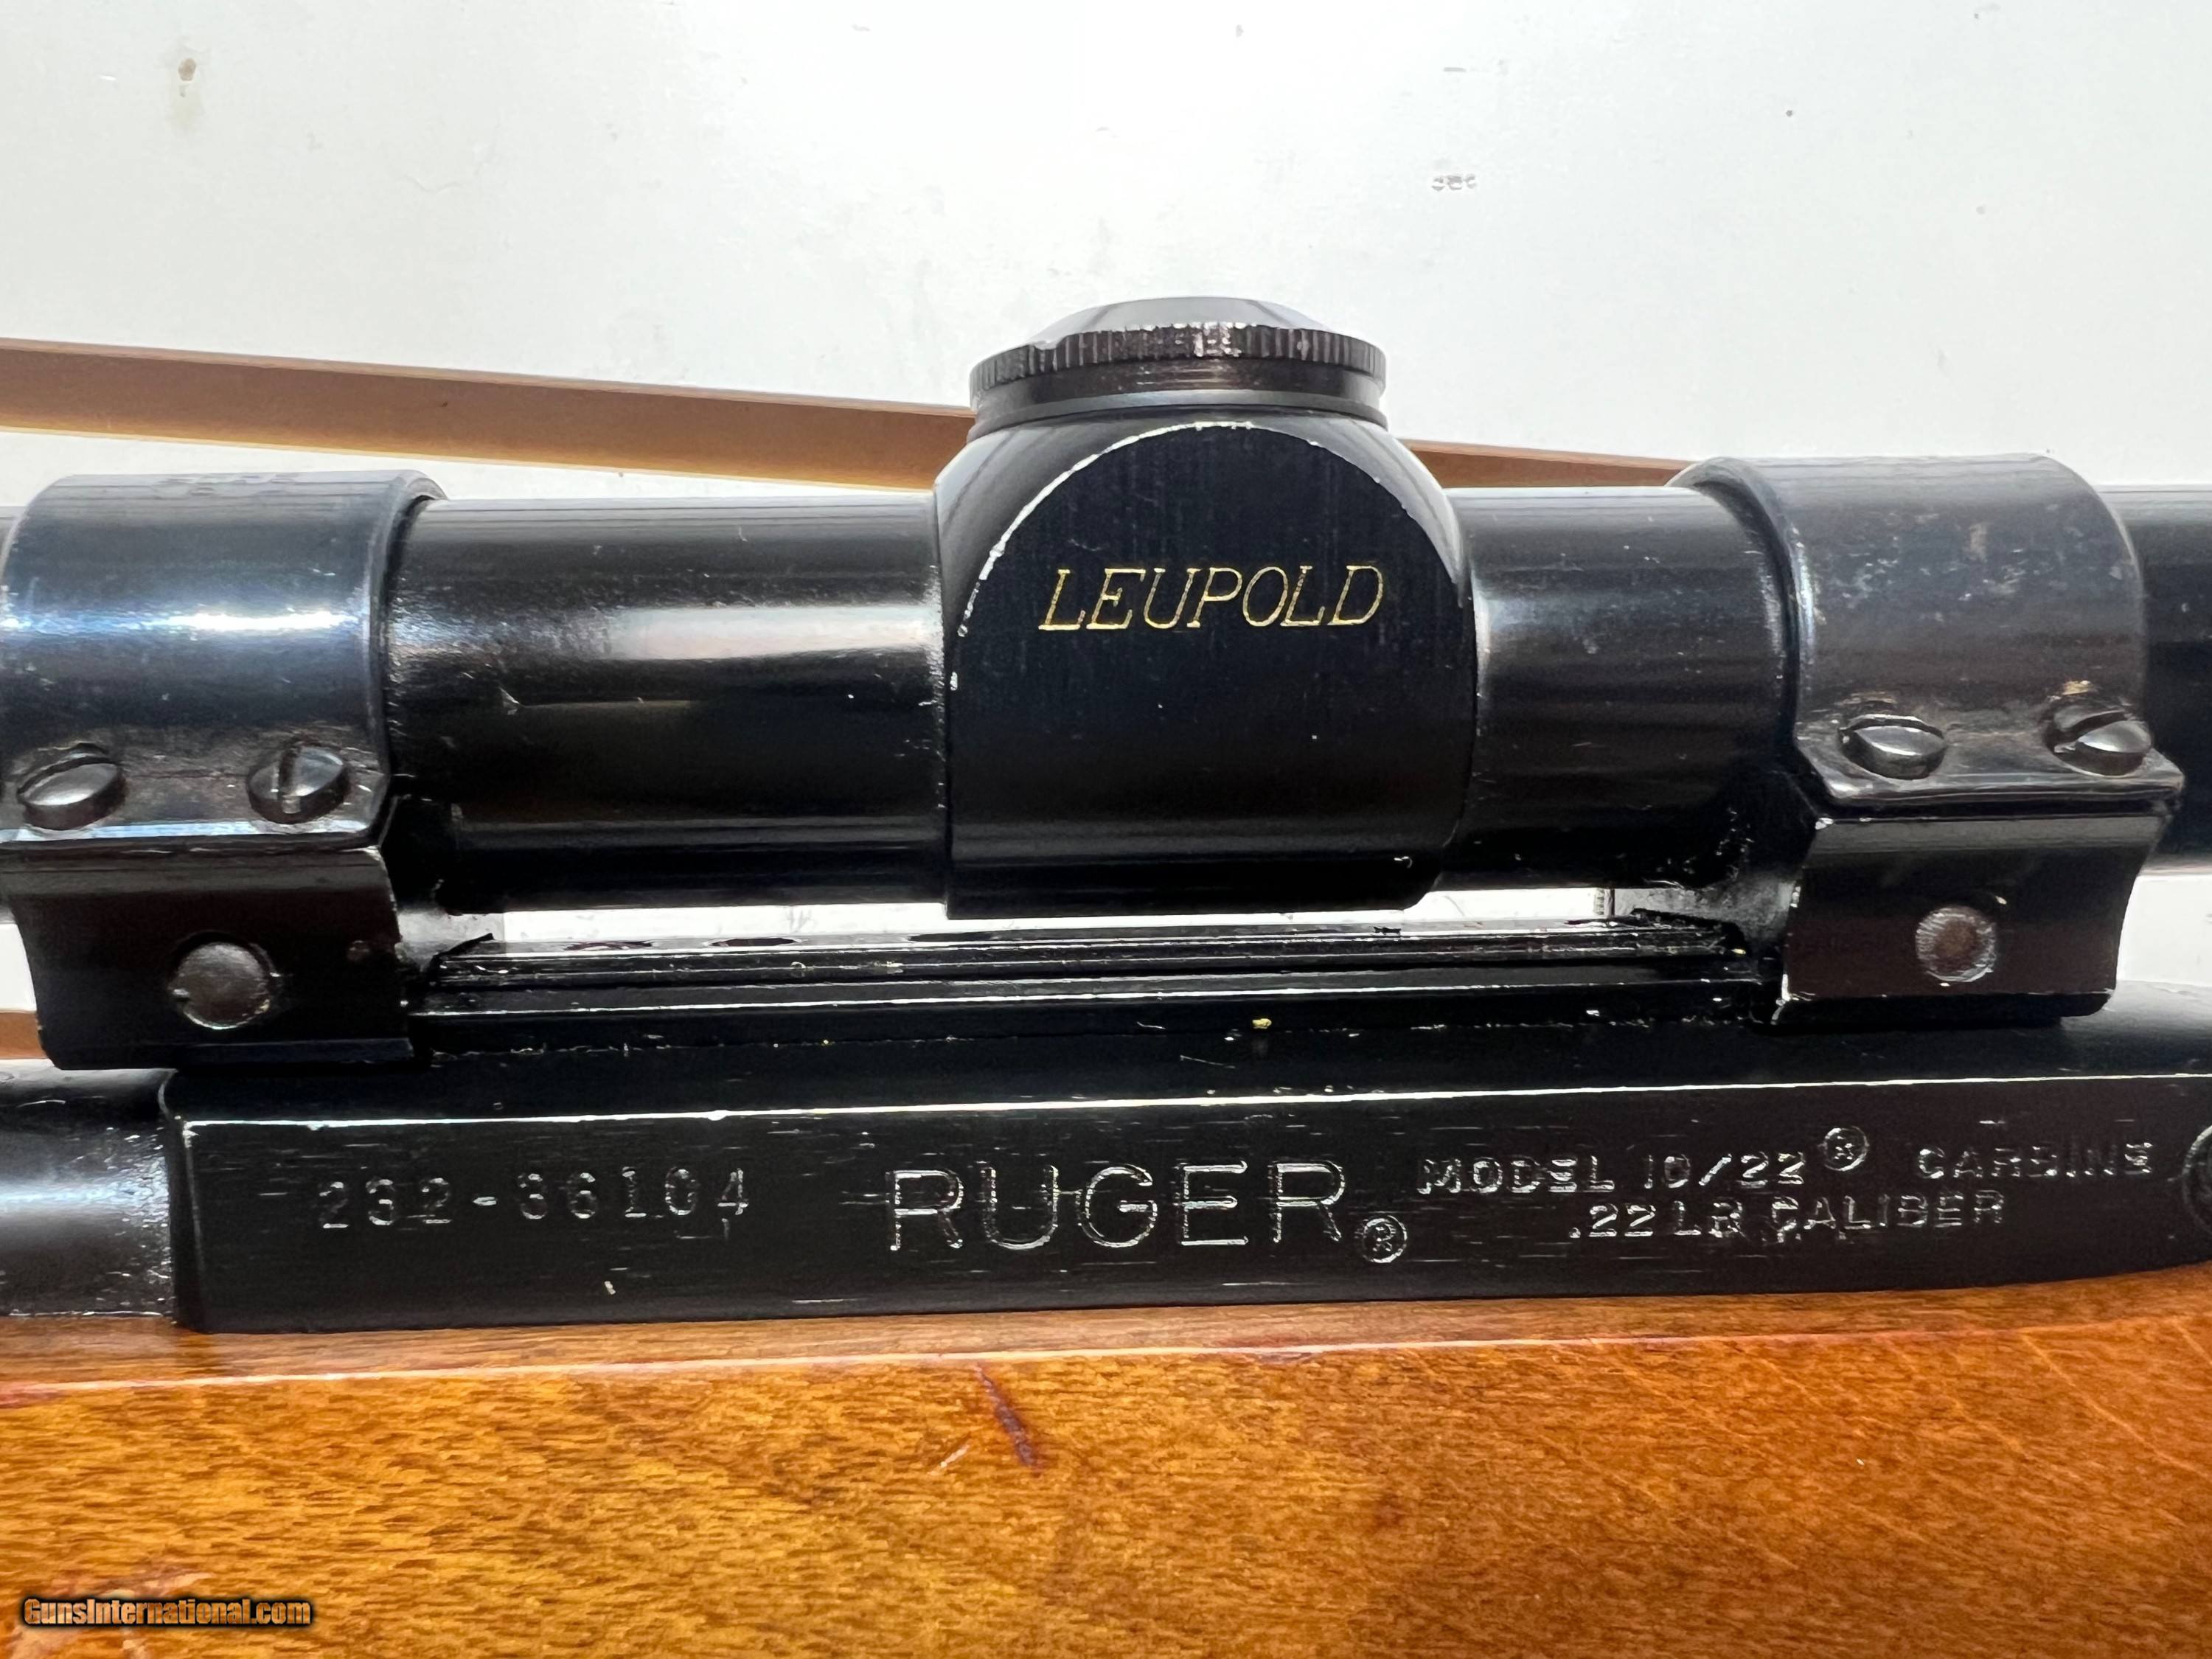 LEUPOLD
232-36104 RUGER® MODEL 10/22® CARBINE
.22 LR CALIBER
GunsInternational.com